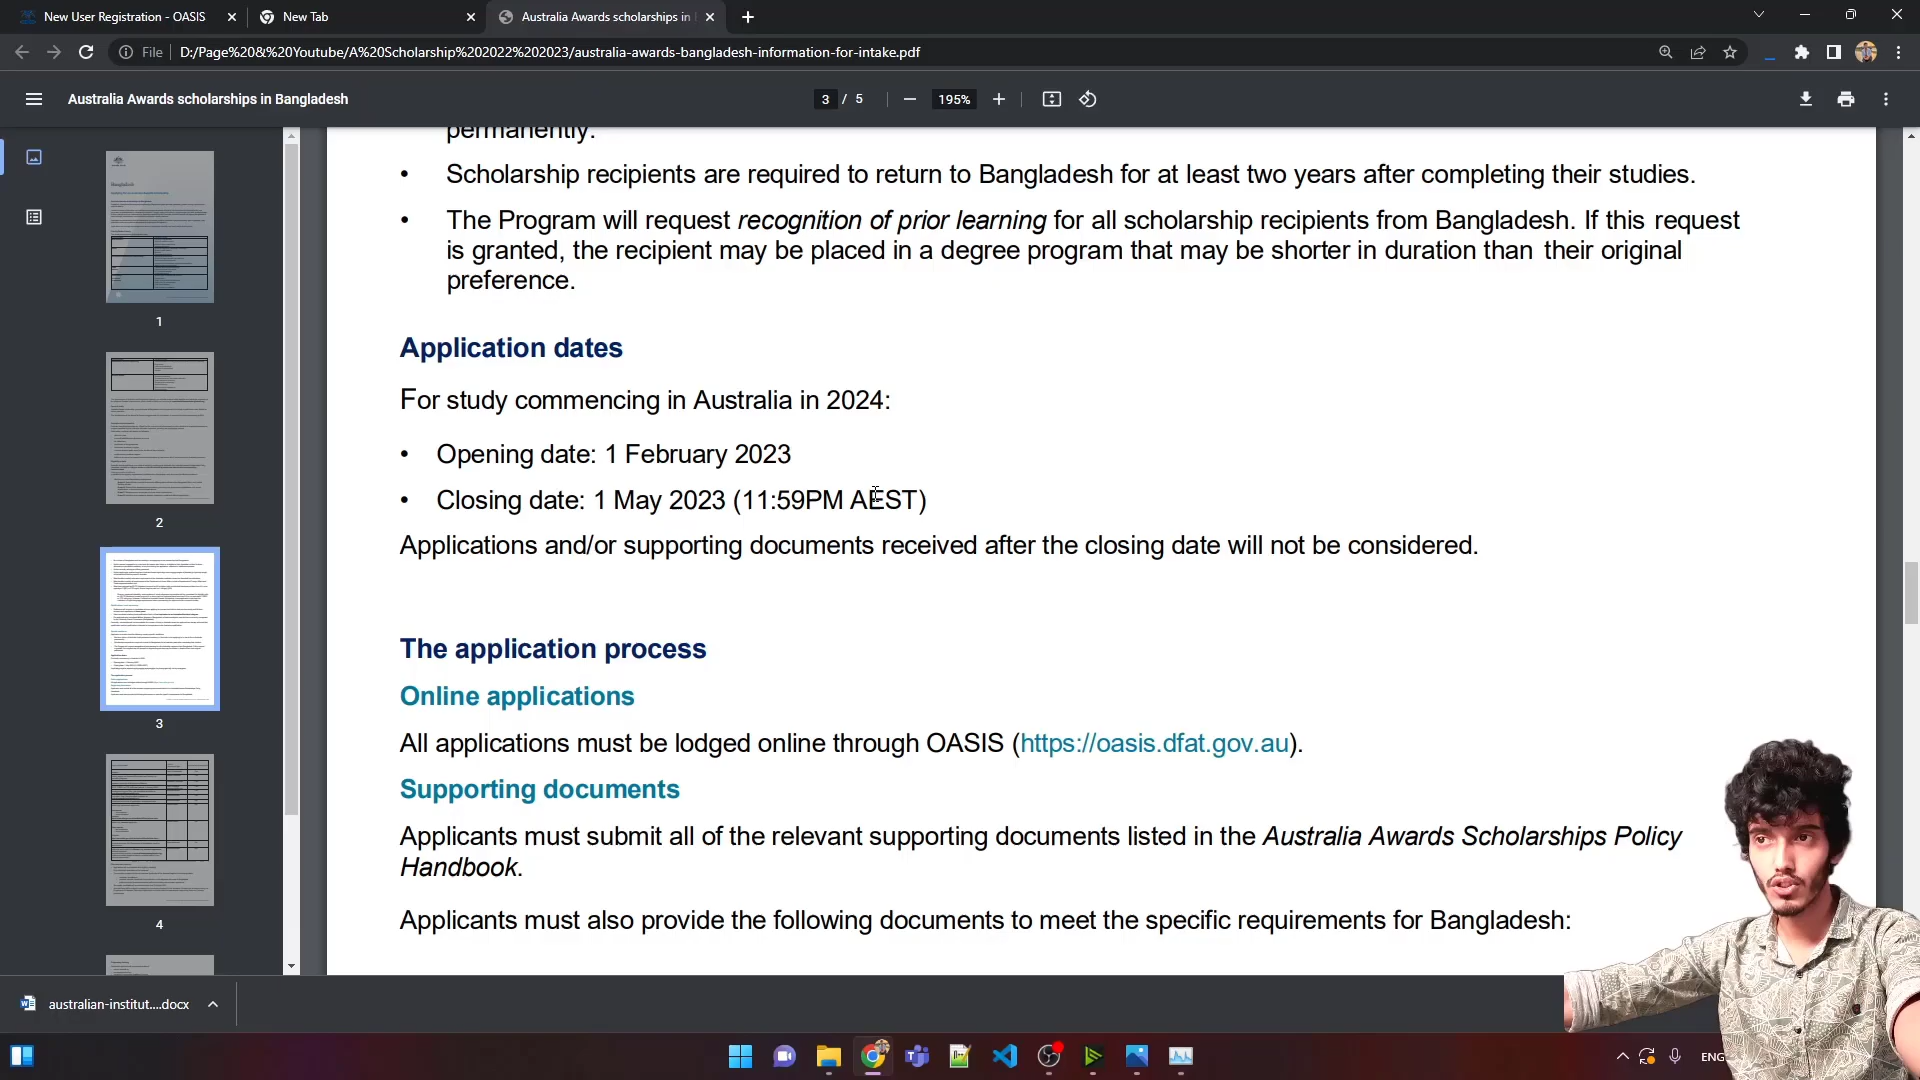 New User Registration - OASIS
New Tab
Australia Awards scholarships in
File
D:/Page%20&%20Youtube/A%20Scholarship%202022%202023/australia-awards-bangladesh-information-for-intake.pdf
Australia Awards scholarships in Bangladesh
3 / 5
195%
permanently.
• Scholarship recipients are required to return to Bangladesh for at least two years after completing their studies.
• The Program will request recognition of prior learning for all scholarship recipients from Bangladesh. If this request
is granted, the recipient may be placed in a degree program that may be shorter in duration than their original
preference.
Application dates
For study commencing in Australia in 2024:
• Opening date: 1 February 2023
• Closing date: 1 May 2023 (11:59PM AEST)
Applications and/or supporting documents received after the closing date will not be considered.
The application process
Online applications
All applications must be lodged online through OASIS (https://oasis.dfat.gov.au).
Supporting documents
Applicants must submit all of the relevant supporting documents listed in the Australia Awards Scholarships Policy
Handbook.
Applicants must also provide the following documents to meet the specific requirements for Bangladesh:
1
2
3
4
australian-institut....docx
ENG